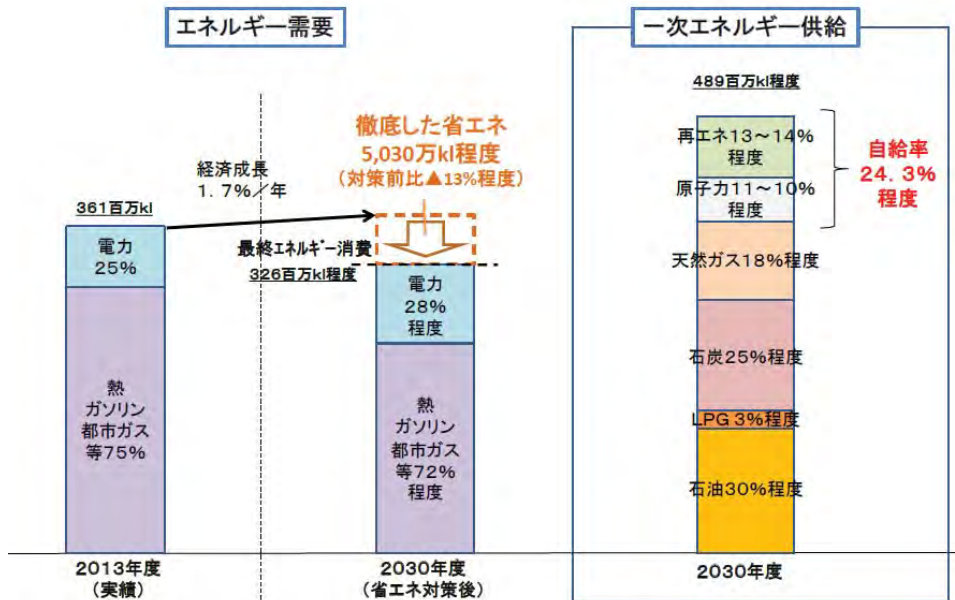 エネルギー需要
徹底した省エネ
5,030万kl程度
(対策前比▲13%程度)
経済成長
1.7%/年
361百万kl
最終エネルギー消費
326百万kl程度
電力
25%
熱
ガソリン
都市ガス
等75%
電力
28%
程度
熱
ガソリン
都市ガス
等72%
程度
2013年度
(実績)
2030年度
(省エネ対策後)
一次エネルギー供給
489百万kl程度
再エネ13～14%
程度
原子力11～10%
程度
自給率
24.3%
程度
天然ガス18%程度
石炭25%程度
LPG 3%程度
石油30%程度
2030年度